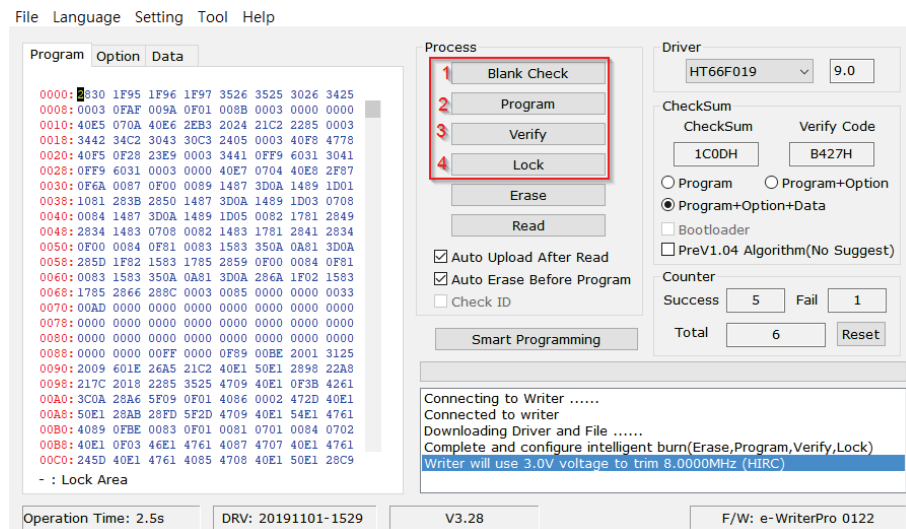 File Language Setting Tool Help
Program Option Data
0000: 2830 1F95 1F96 1F97 3526 3525 3026 3425
0008: 0003 0FAF 009A 0F01 008B 0003 0000 0000
0010: 40E5 070A 40E6 2EB3 2024 21C2 2285 0003
0018: 3442 34C2 3043 30C3 2405 0003 40F8 4778
0020: 40F5 0F28 23E9 0003 3441 0FF9 6031 3041
0028: 0FF9 6031 0003 0000 40E7 0704 40E8 2F87
0030: 0F6A 0087 0F00 0089 1487 3D0A 1489 1D01
0038: 1081 283B 2850 1487 3D0A 1489 1D03 0708
0040: 0084 1487 3D0A 1489 1D05 0082 1781 2849
0048: 2834 1483 0708 0082 1483 1781 2841 2834
0050: 0F00 0084 0F81 0083 1583 350A 0A81 3D0A
0058: 285D 1F82 1583 1785 2859 0F00 0084 0F81
0060: 0083 1583 350A 0A81 3D0A 286A 1F02 1583
0068: 1785 2866 288C 0003 0085 0000 0000 0033
0070: 00AD 0000 0000 0000 0000 0000 0000 0000
0078: 0000 0000 0000 0000 0000 0000 0000 0000
0080: 0000 0000 0000 0000 0000 0000 0000 0000
0088: 0000 0000 00FF 0000 0F89 00BE 2001 3125
0090: 2009 601E 26A5 21C2 40E1 50E1 2898 22A8
0098: 217C 2018 2285 3525 4709 40E1 0F3B 4261
00A0: 3C0A 28A6 5F09 0F01 4086 0002 472D 40E1
00A8: 50E1 28AB 28FD 5F2D 4709 40E1 54E1 4761
00B0: 4089 0FBE 0083 0F01 0081 0701 0084 0702
00B8: 40E1 0F03 46E1 4761 4087 4707 40E1 4761
00C0: 245D 40E1 4761 4085 4708 40E1 50E1 28C9
- : Lock Area
Process
1 Blank Check
2 Program
3 Verify
4 Lock
Erase
Read
Auto Upload After Read
Auto Erase Before Program
Check ID
Smart Programming
Driver
HT66F019 9.0
CheckSum
CheckSum Verify Code
1C0DH B427H
Program Program+Option
Program+Option+Data
Bootloader
PreV1.04 Algorithm(No Suggest)
Counter
Success 5 Fail 1
Total 6 Reset
Connecting to Writer ......
Connected to writer
Downloading Driver and File ......
Complete and configure intelligent burn(Erase,Program,Verify,Lock)
Writer will use 3.0V voltage to trim 8.0000MHz (HIRC)
Operation Time: 2.5s DRV: 20191101-1529 V3.28 F/W: e-WriterPro 0122